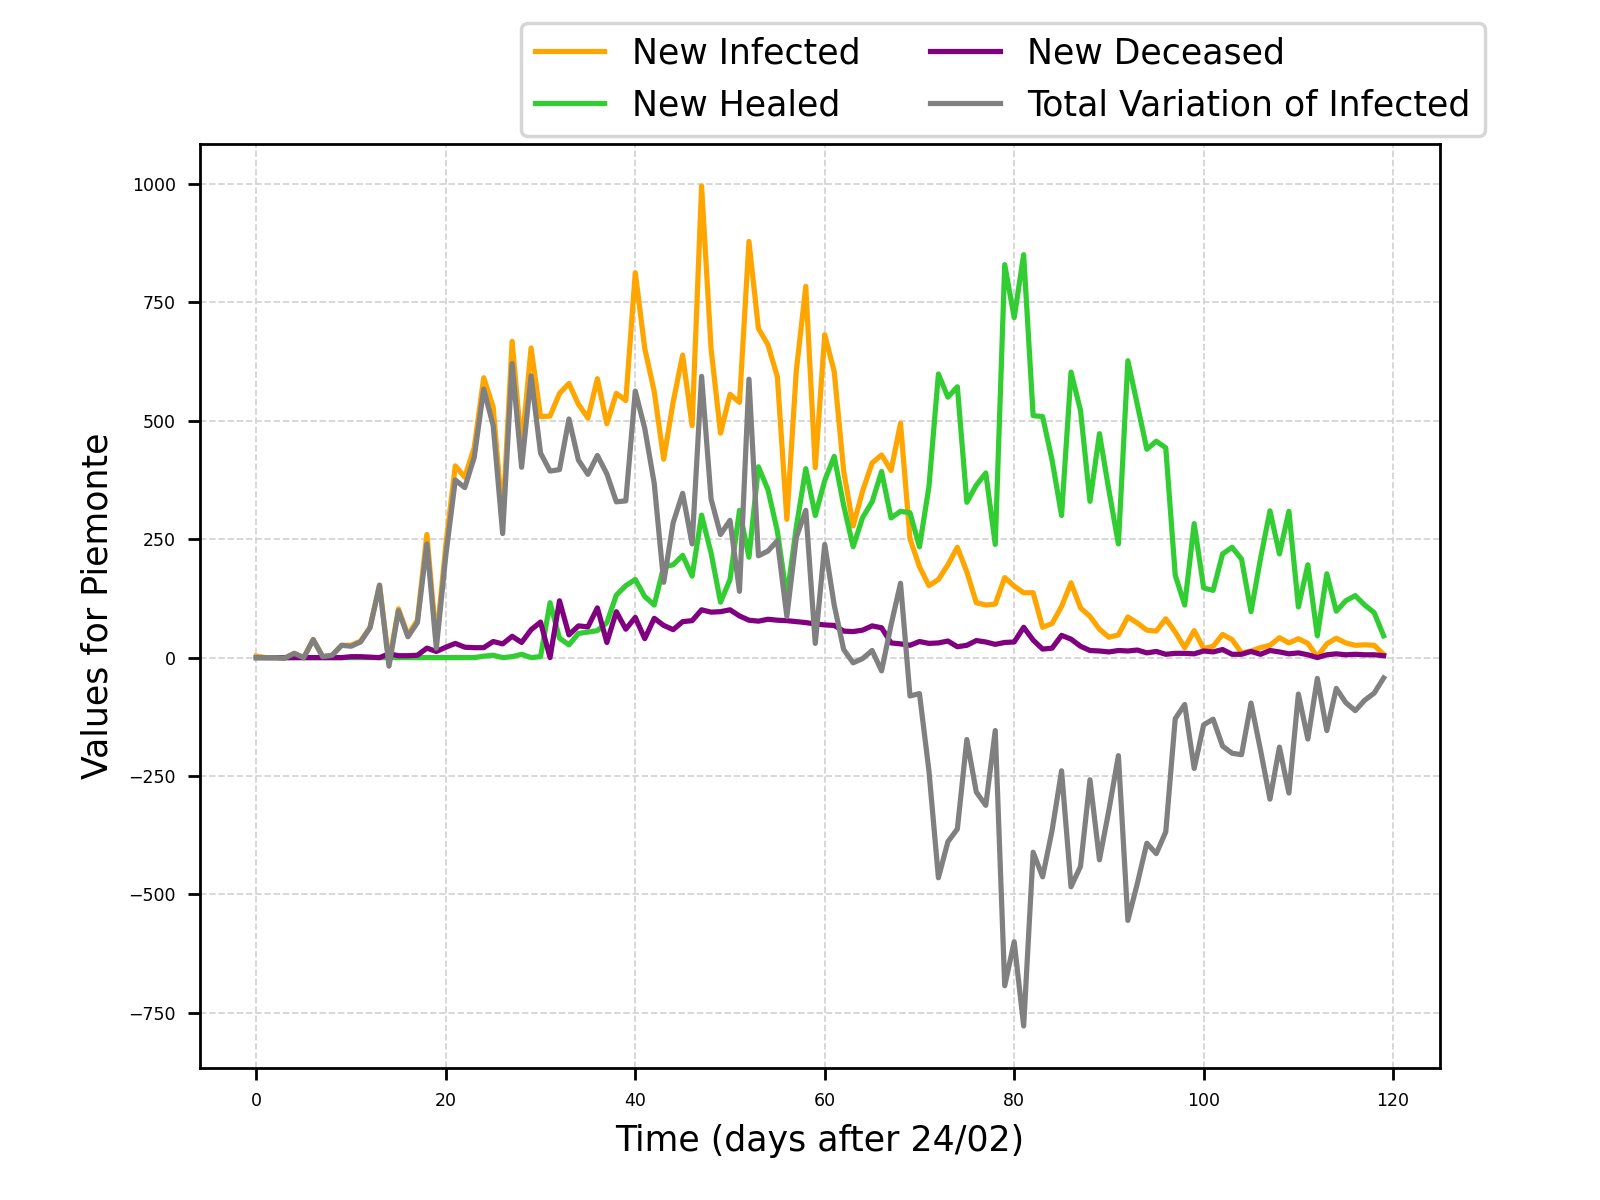 New Infected
New Healed
New Deceased
Total Variation of Infected
1000
750
500
250
0
−250
−500
−750
Values for Piemonte
0 20 40 60 80 100 120
Time (days after 24/02)